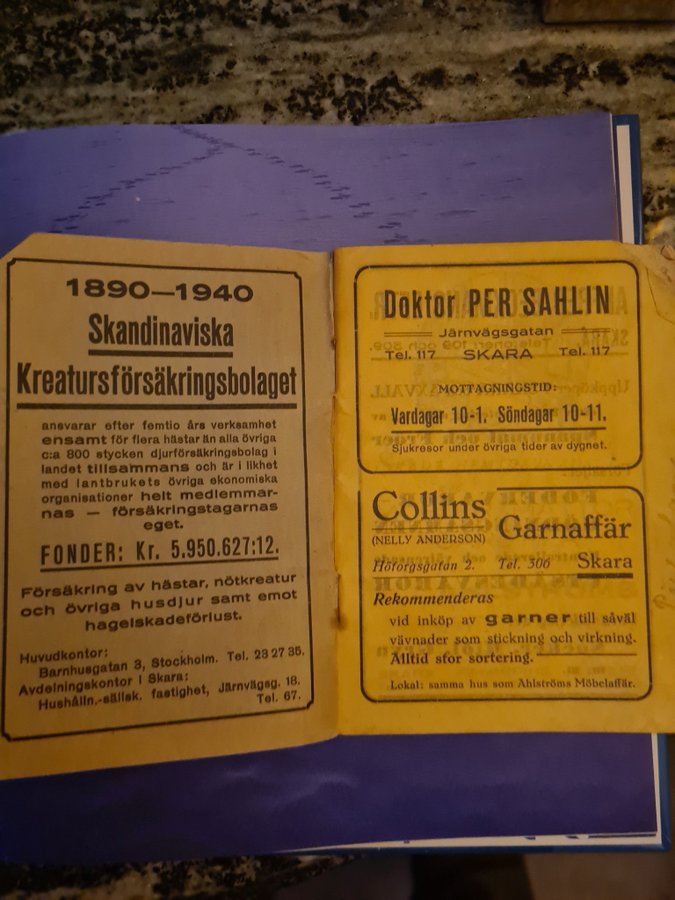 1890—1940
Skandinaviska
Kreatursförsäkringsbolaget
ansvarar efter femtio års verksamhet
ensamt för flera hästar än alla övriga
c:a 800 stycken djurförsäkringsbolag i
landet tillsammans och är i likhet
med lantbrukets övriga ekonomiska
organisationer helt medlemmar-
nas — försäkringstagarnas
eget.
FONDER: Kr. 5.950.627:12.
Försäkring av hästar, nötkreatur
och övriga husdjur samt emot
hagelskadeförlust.
Huvudkontor:
Barnhusgatan 3, Stockholm. Tel. 23 27 35.
Avdelningskontor i Skara:
Hushålln.-sällsk. fastighet, Järnvägsg. 18.
Tel. 67.
Doktor PER SAHLIN
Järnvägsgatan
Tel. 117 SKARA Tel. 117
MOTTAGNINGSTID:
Vardagar 10-1. Söndagar 10-11.
Sjukresor under övriga tider av dygnet.
Collins
(NELLY ANDERSON)
Garnaffär
Hötorgsgatan 2. Tel. 306 Skara
Rekommenderas
vid inköp av garner till såväl
vävnader som stickning och virkning.
Alltid stor sortering.
Lokal: samma hus som Ahlströms Möbelaffär.